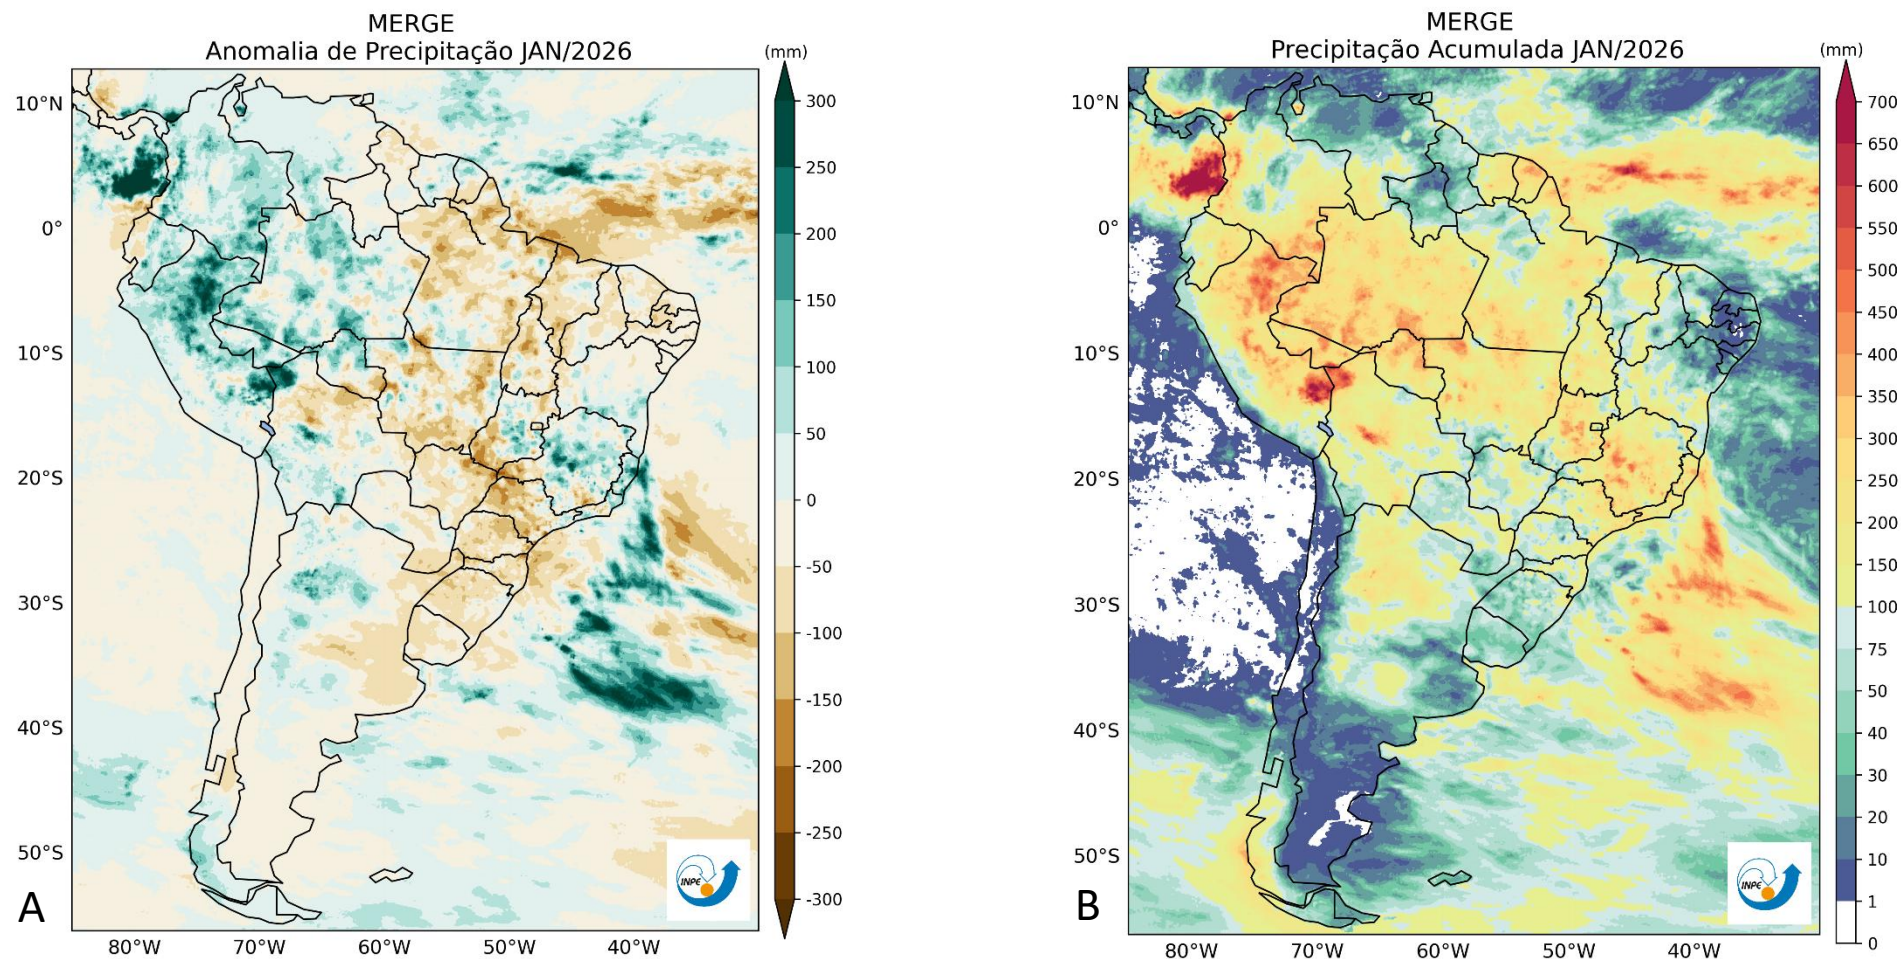 MERGE
Anomalia de Precipitação JAN/2026
(mm)
10°N
0°
10°S
20°S
30°S
40°S
50°S
80°W
70°W
60°W
50°W
40°W
300
250
200
150
100
50
0
-50
-100
-150
-200
-250
-300
INPE
A
MERGE
Precipitação Acumulada JAN/2026
(mm)
10°N
0°
10°S
20°S
30°S
40°S
50°S
80°W
70°W
60°W
50°W
40°W
700
650
600
550
500
450
400
350
300
250
200
150
100
75
50
40
30
20
10
1
0
INPE
B